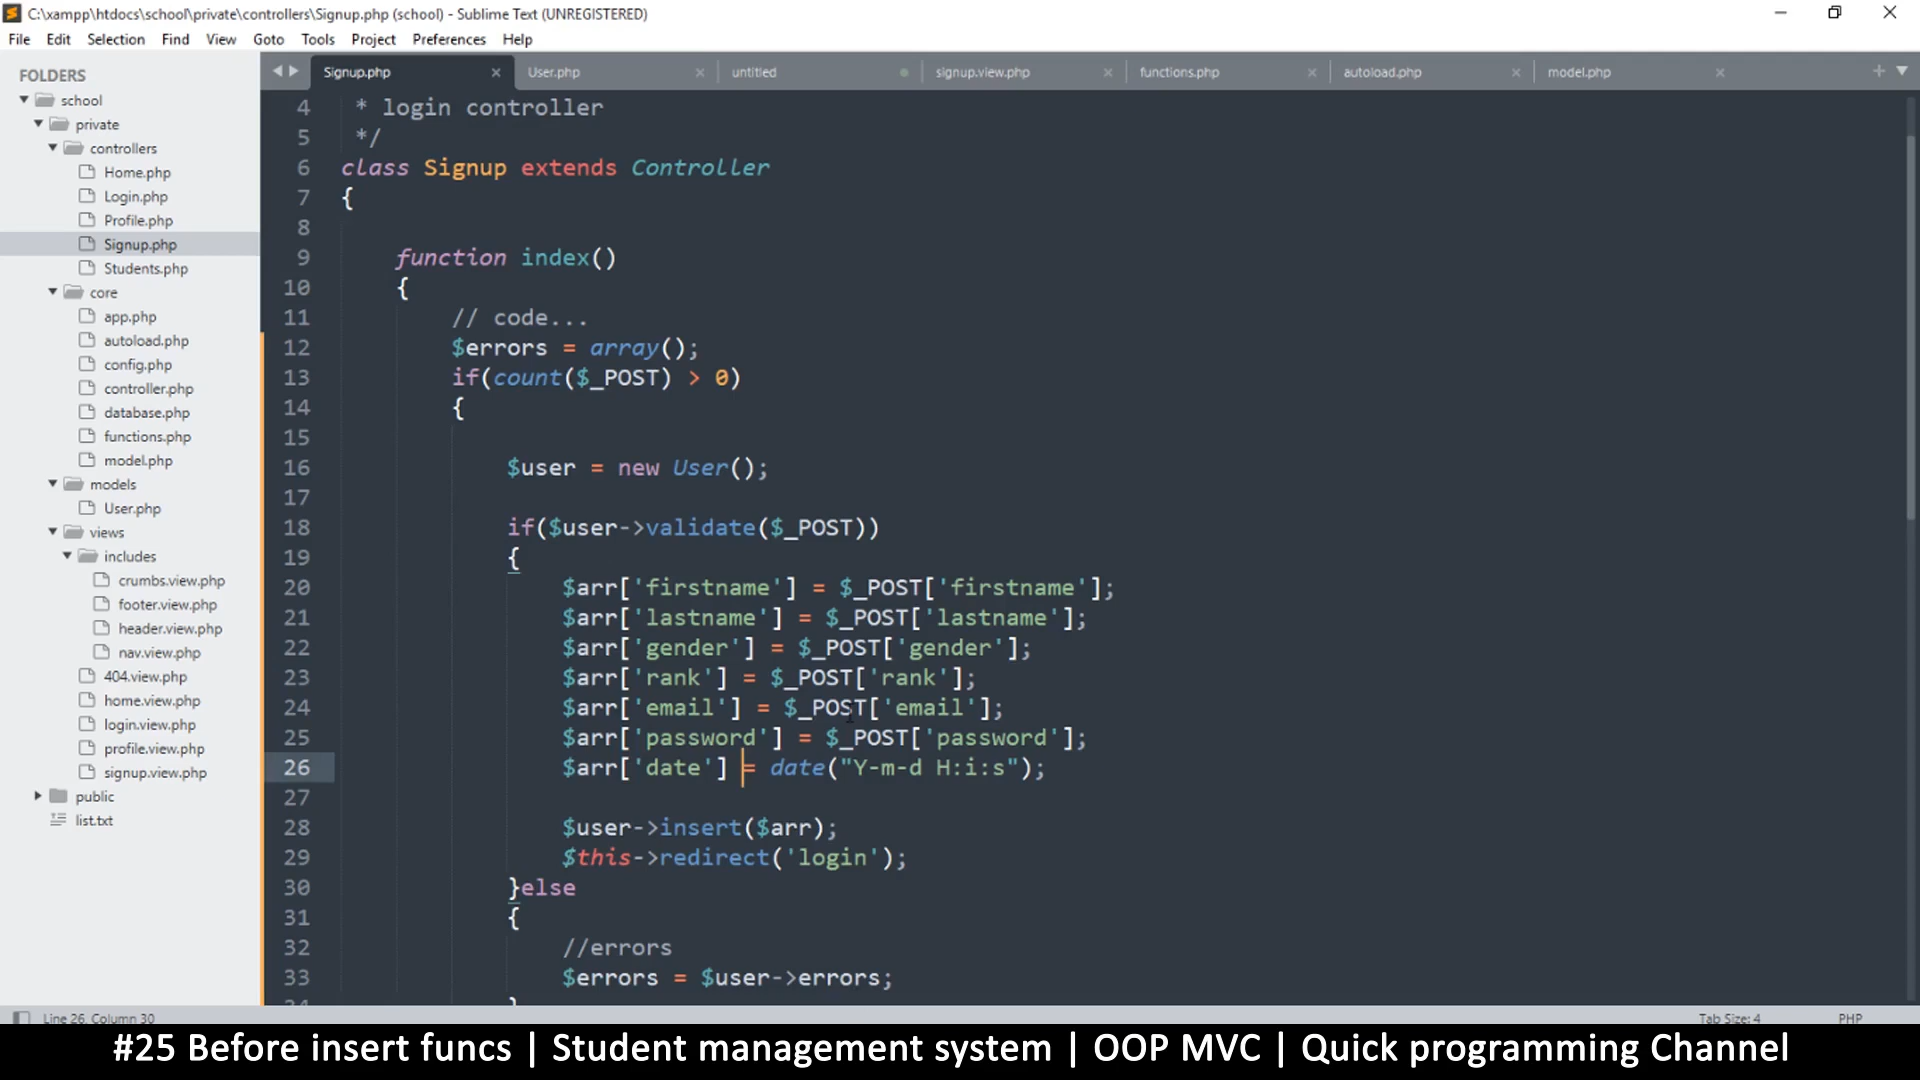 C:\xampp\htdocs\school\private\controllers\Signup.php (school) - Sublime Text (UNREGISTERED)
File Edit Selection Find View Goto Tools Project Preferences Help
FOLDERS
school
private
controllers
Home.php
Login.php
Profile.php
Signup.php
Students.php
core
app.php
autoload.php
config.php
controller.php
database.php
functions.php
model.php
models
User.php
views
includes
crumbs.view.php
footer.view.php
header.view.php
nav.view.php
404.view.php
home.view.php
login.view.php
profile.view.php
signup.view.php
public
list.txt
Signup.php User.php untitled signup.view.php functions.php autoload.php model.php
4 * login controller
5 */
6 class Signup extends Controller
7 {
8
9 function index()
10 {
11 // code...
12 $errors = array();
13 if(count($_POST) > 0)
14 {
15
16 $user = new User();
17
18 if($user->validate($_POST))
19 {
20 $arr['firstname'] = $_POST['firstname'];
21 $arr['lastname'] = $_POST['lastname'];
22 $arr['gender'] = $_POST['gender'];
23 $arr['rank'] = $_POST['rank'];
24 $arr['email'] = $_POST['email'];
25 $arr['password'] = $_POST['password'];
26 $arr['date'] = date("Y-m-d H:i:s");
27
28 $user->insert($arr);
29 $this->redirect('login');
30 }else
31 {
32 //errors
33 $errors = $user->errors;
34 }
Line 26, Column 30 Tab Size: 4 PHP
#25 Before insert funcs | Student management system | OOP MVC | Quick programming Channel